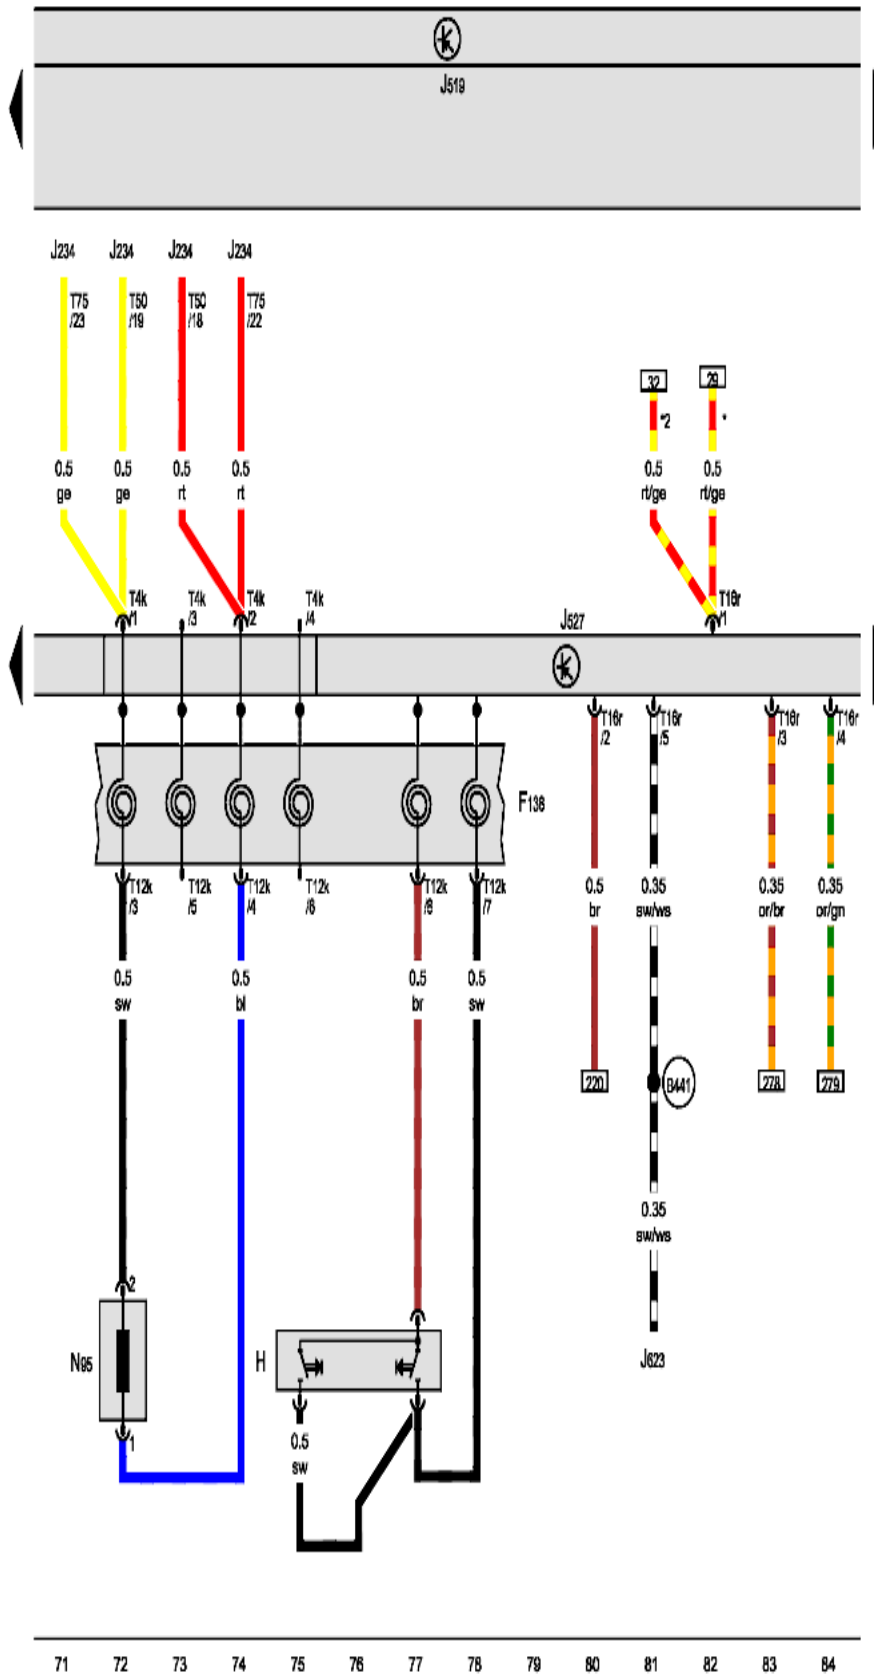 J519
J234 J234 J234 J234
T75 T50 T50 T75
/23 /19 /18 /22
32 29
*2 *
0.5 0.5 0.5 0.5 0.5 0.5
ge ge rt rt rt/ge rt/ge
T4k T4k T4k T4k T16r
/1 /3 /2 /4 /1
J527
T16r T16r T16r T16r
/2 /5 /3 /4
F138
T12k T12k T12k T12k T12k T12k
/3 /5 /4 /6 /8 /7
0.5 0.35 0.35 0.35
br sw/ws or/br or/gn
0.5 0.5 0.5 0.5
sw bl br sw
220 B441 278 279
0.35
sw/ws
2
N95 H J623
1
0.5
sw
71 72 73 74 75 76 77 78 79 80 81 82 83 84